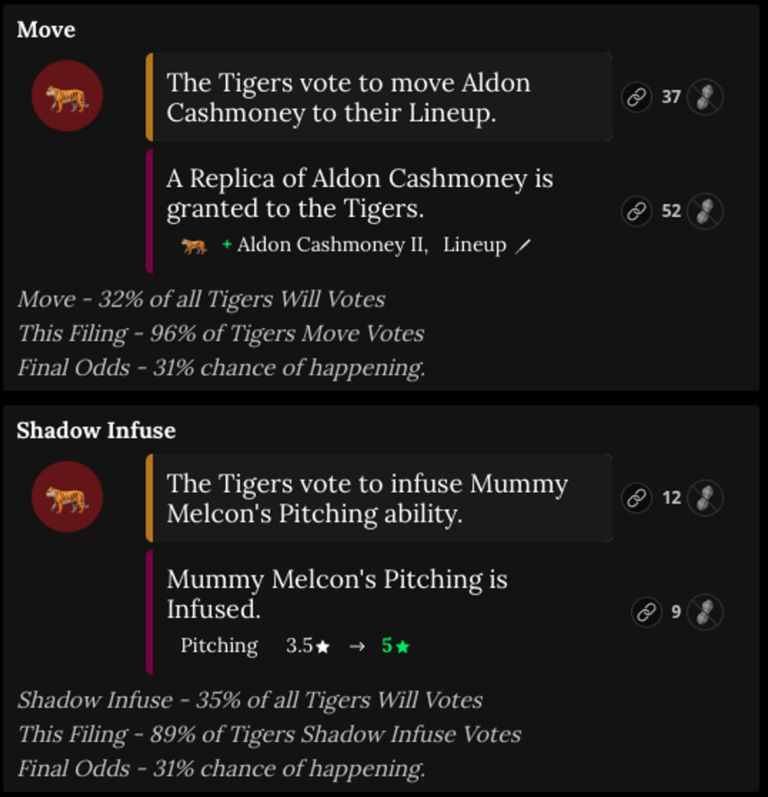 Move
The Tigers vote to move Aldon
Cashmoney to their Lineup.
37
A Replica of Aldon Cashmoney is
granted to the Tigers.
52
+ Aldon Cashmoney II, Lineup
Move - 32% of all Tigers Will Votes
This Filing - 96% of Tigers Move Votes
Final Odds - 31% chance of happening.
Shadow Infuse
The Tigers vote to infuse Mummy
Melcon's Pitching ability.
12
Mummy Melcon's Pitching is
Infused.
9
Pitching 3.5★ → 5★
Shadow Infuse - 35% of all Tigers Will Votes
This Filing - 89% of Tigers Shadow Infuse Votes
Final Odds - 31% chance of happening.